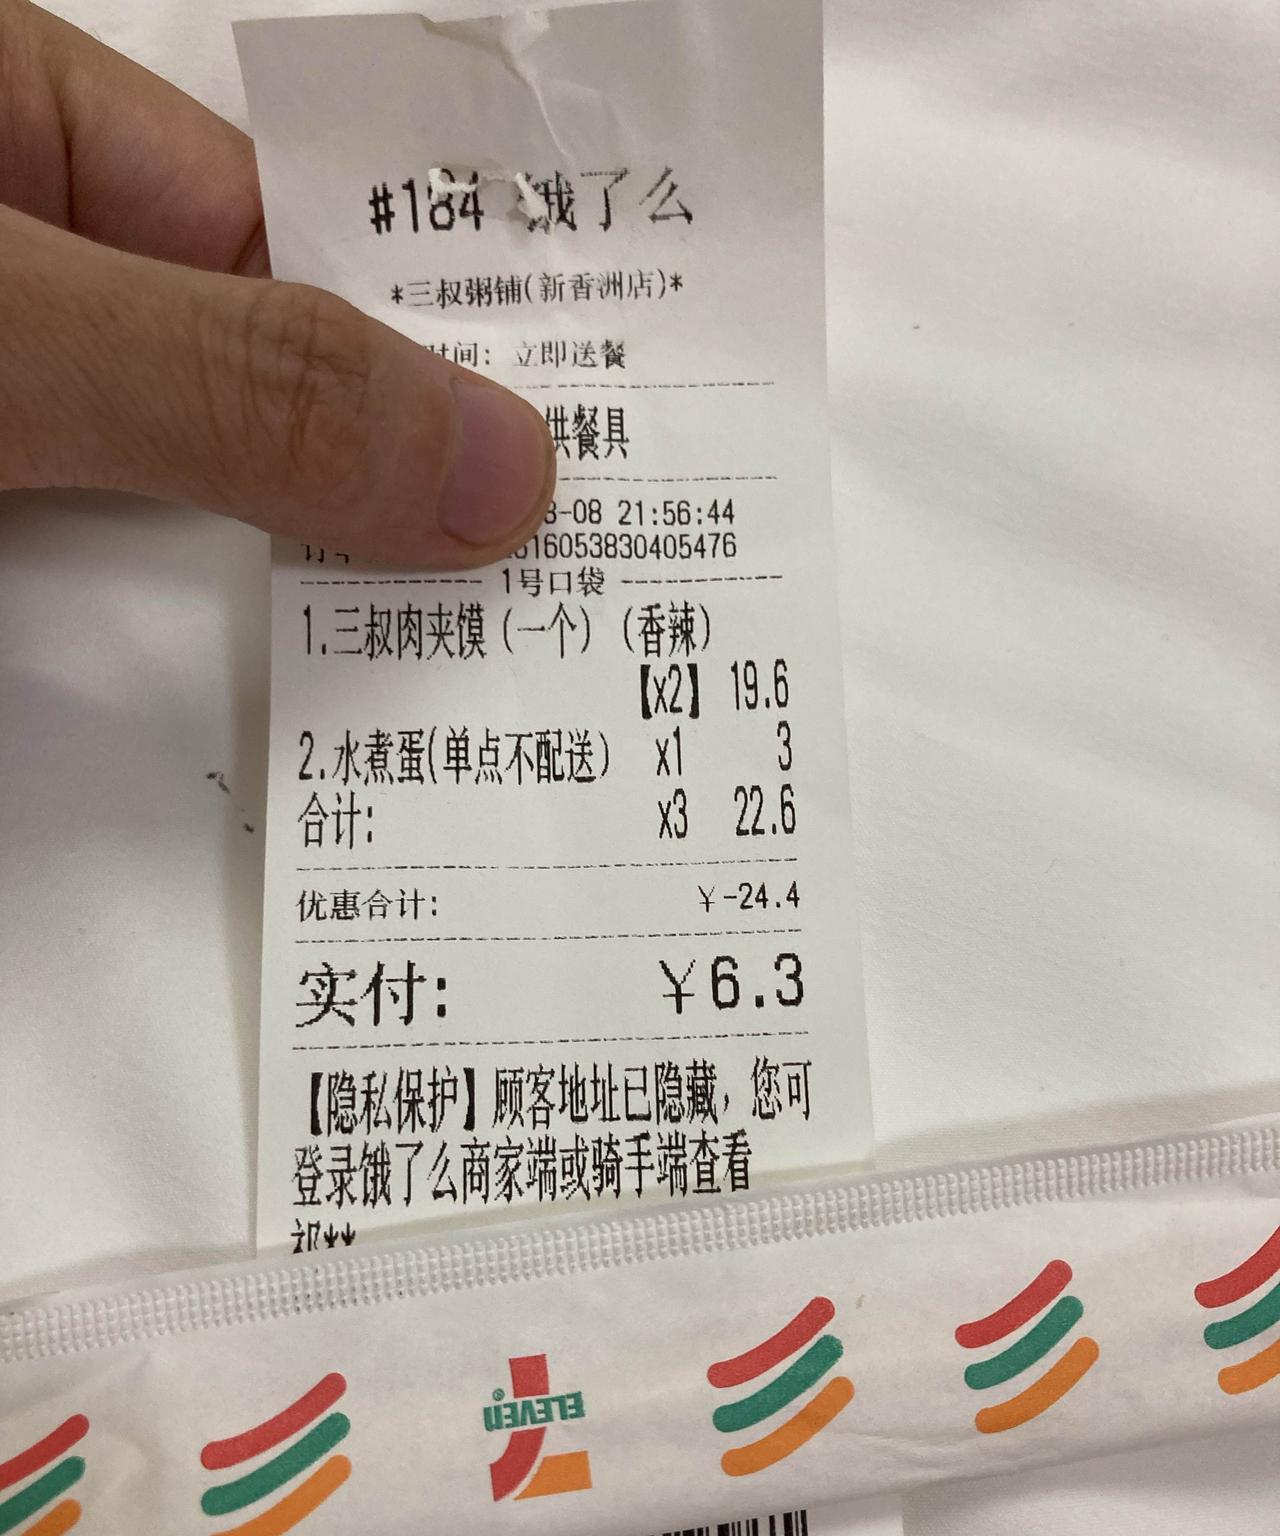 #184 饿了么
*三叔粥铺(新香洲店)*
时间: 立即送餐
供餐具
-08 21:56:44
16053830405476
1号口袋
1.三叔肉夹馍(一个)(香辣)
【x2】 19.6
2.水煮蛋(单点不配送) x1 3
合计: x3 22.6
优惠合计: ¥-24.4
实付: ¥6.3
【隐私保护】顾客地址已隐藏，您可
登录饿了么商家端或骑手端查看
祁**
ELEVEN